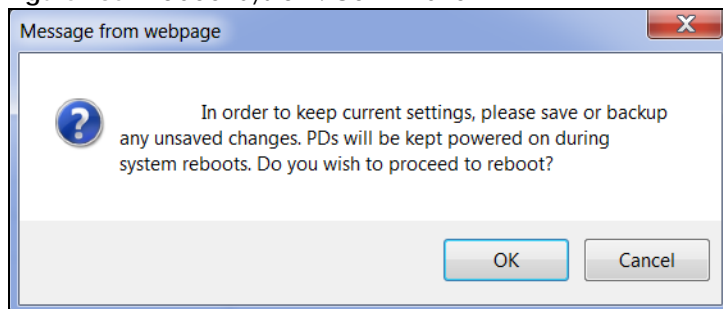 Message from webpage
X
In order to keep current settings, please save or backup
any unsaved changes. PDs will be kept powered on during
system reboots. Do you wish to proceed to reboot?
OK
Cancel